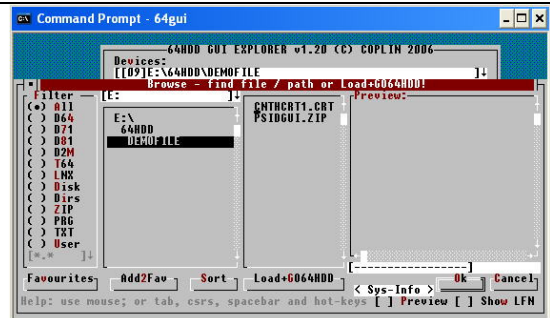 Command Prompt - 64gui
64HDD GUI EXPLORER v1.20 (C) COPLIN 2006
Devices:
[[09]E:\64HDD\DEMOFILE ]↓
Browse - find file / path or Load+GO64HDD!
Filter
[E: ]↓
Preview:
(•) All
( ) D64
( ) D71
( ) D81
( ) D2M
( ) T64
( ) LNX
( ) Disk
( ) Dirs
( ) ZIP
( ) PRG
( ) TXT
( ) User
[*.* ]↓
E:\
64HDD
DEMOFILE
GNTHCRT1.CRT
PSIDGUI.ZIP
[-----------------]
Favourites
Add2Fav
Sort
Load+GO64HDD
< Sys-Info >
Ok
Cancel
Help: use mouse; or tab, csrs, spacebar and hot-keys [ ] Preview [ ] Show LFN